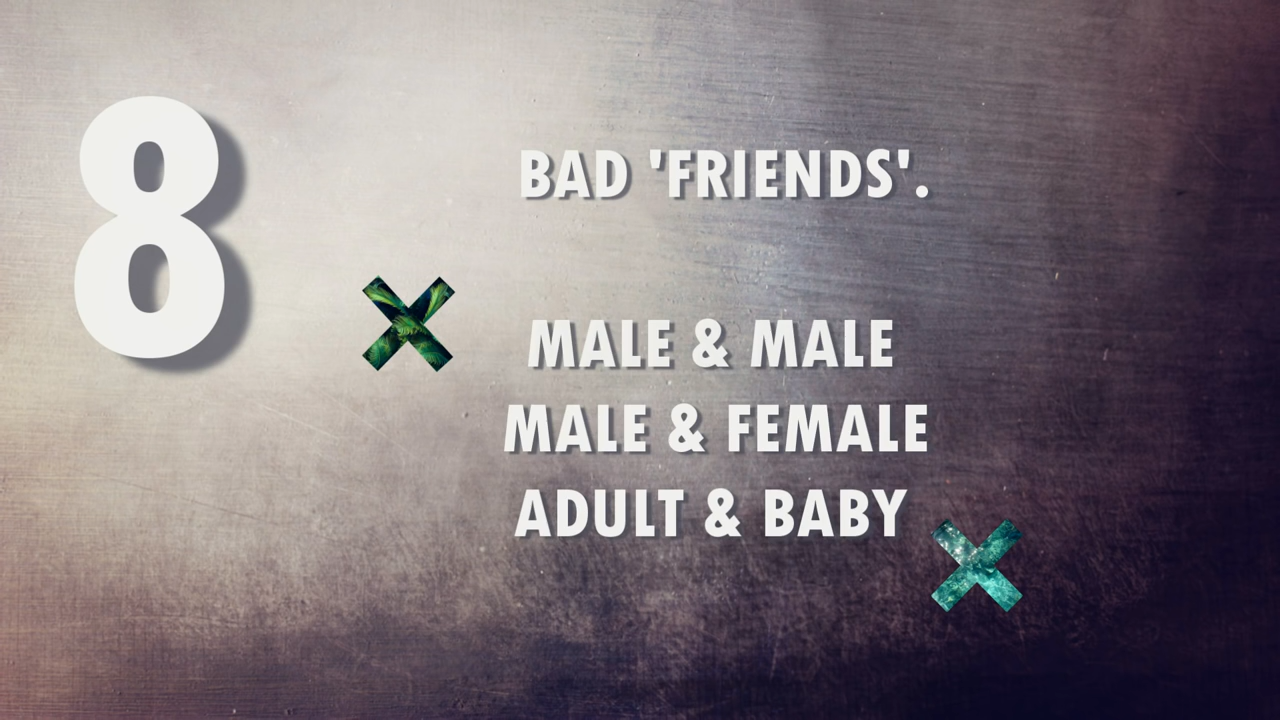 8
BAD 'FRIENDS'.
MALE & MALE
MALE & FEMALE
ADULT & BABY